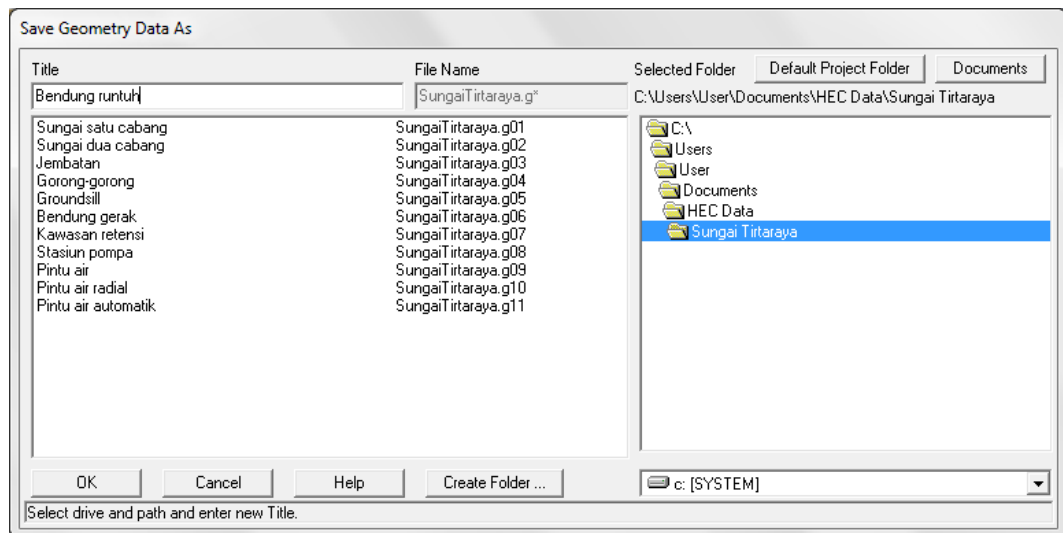 Save Geometry Data As
Title File Name Selected Folder Default Project Folder Documents
Bendung runtuh SungaiTirtaraya.g* C:\Users\User\Documents\HEC Data\Sungai Tirtaraya
Sungai satu cabang SungaiTirtaraya.g01
Sungai dua cabang SungaiTirtaraya.g02
Jembatan SungaiTirtaraya.g03
Gorong-gorong SungaiTirtaraya.g04
Groundsill SungaiTirtaraya.g05
Bendung gerak SungaiTirtaraya.g06
Kawasan retensi SungaiTirtaraya.g07
Stasiun pompa SungaiTirtaraya.g08
Pintu air SungaiTirtaraya.g09
Pintu air radial SungaiTirtaraya.g10
Pintu air automatik SungaiTirtaraya.g11
C:\
Users
User
Documents
HEC Data
Sungai Tirtaraya
OK Cancel Help Create Folder ... c: [SYSTEM]
Select drive and path and enter new Title.